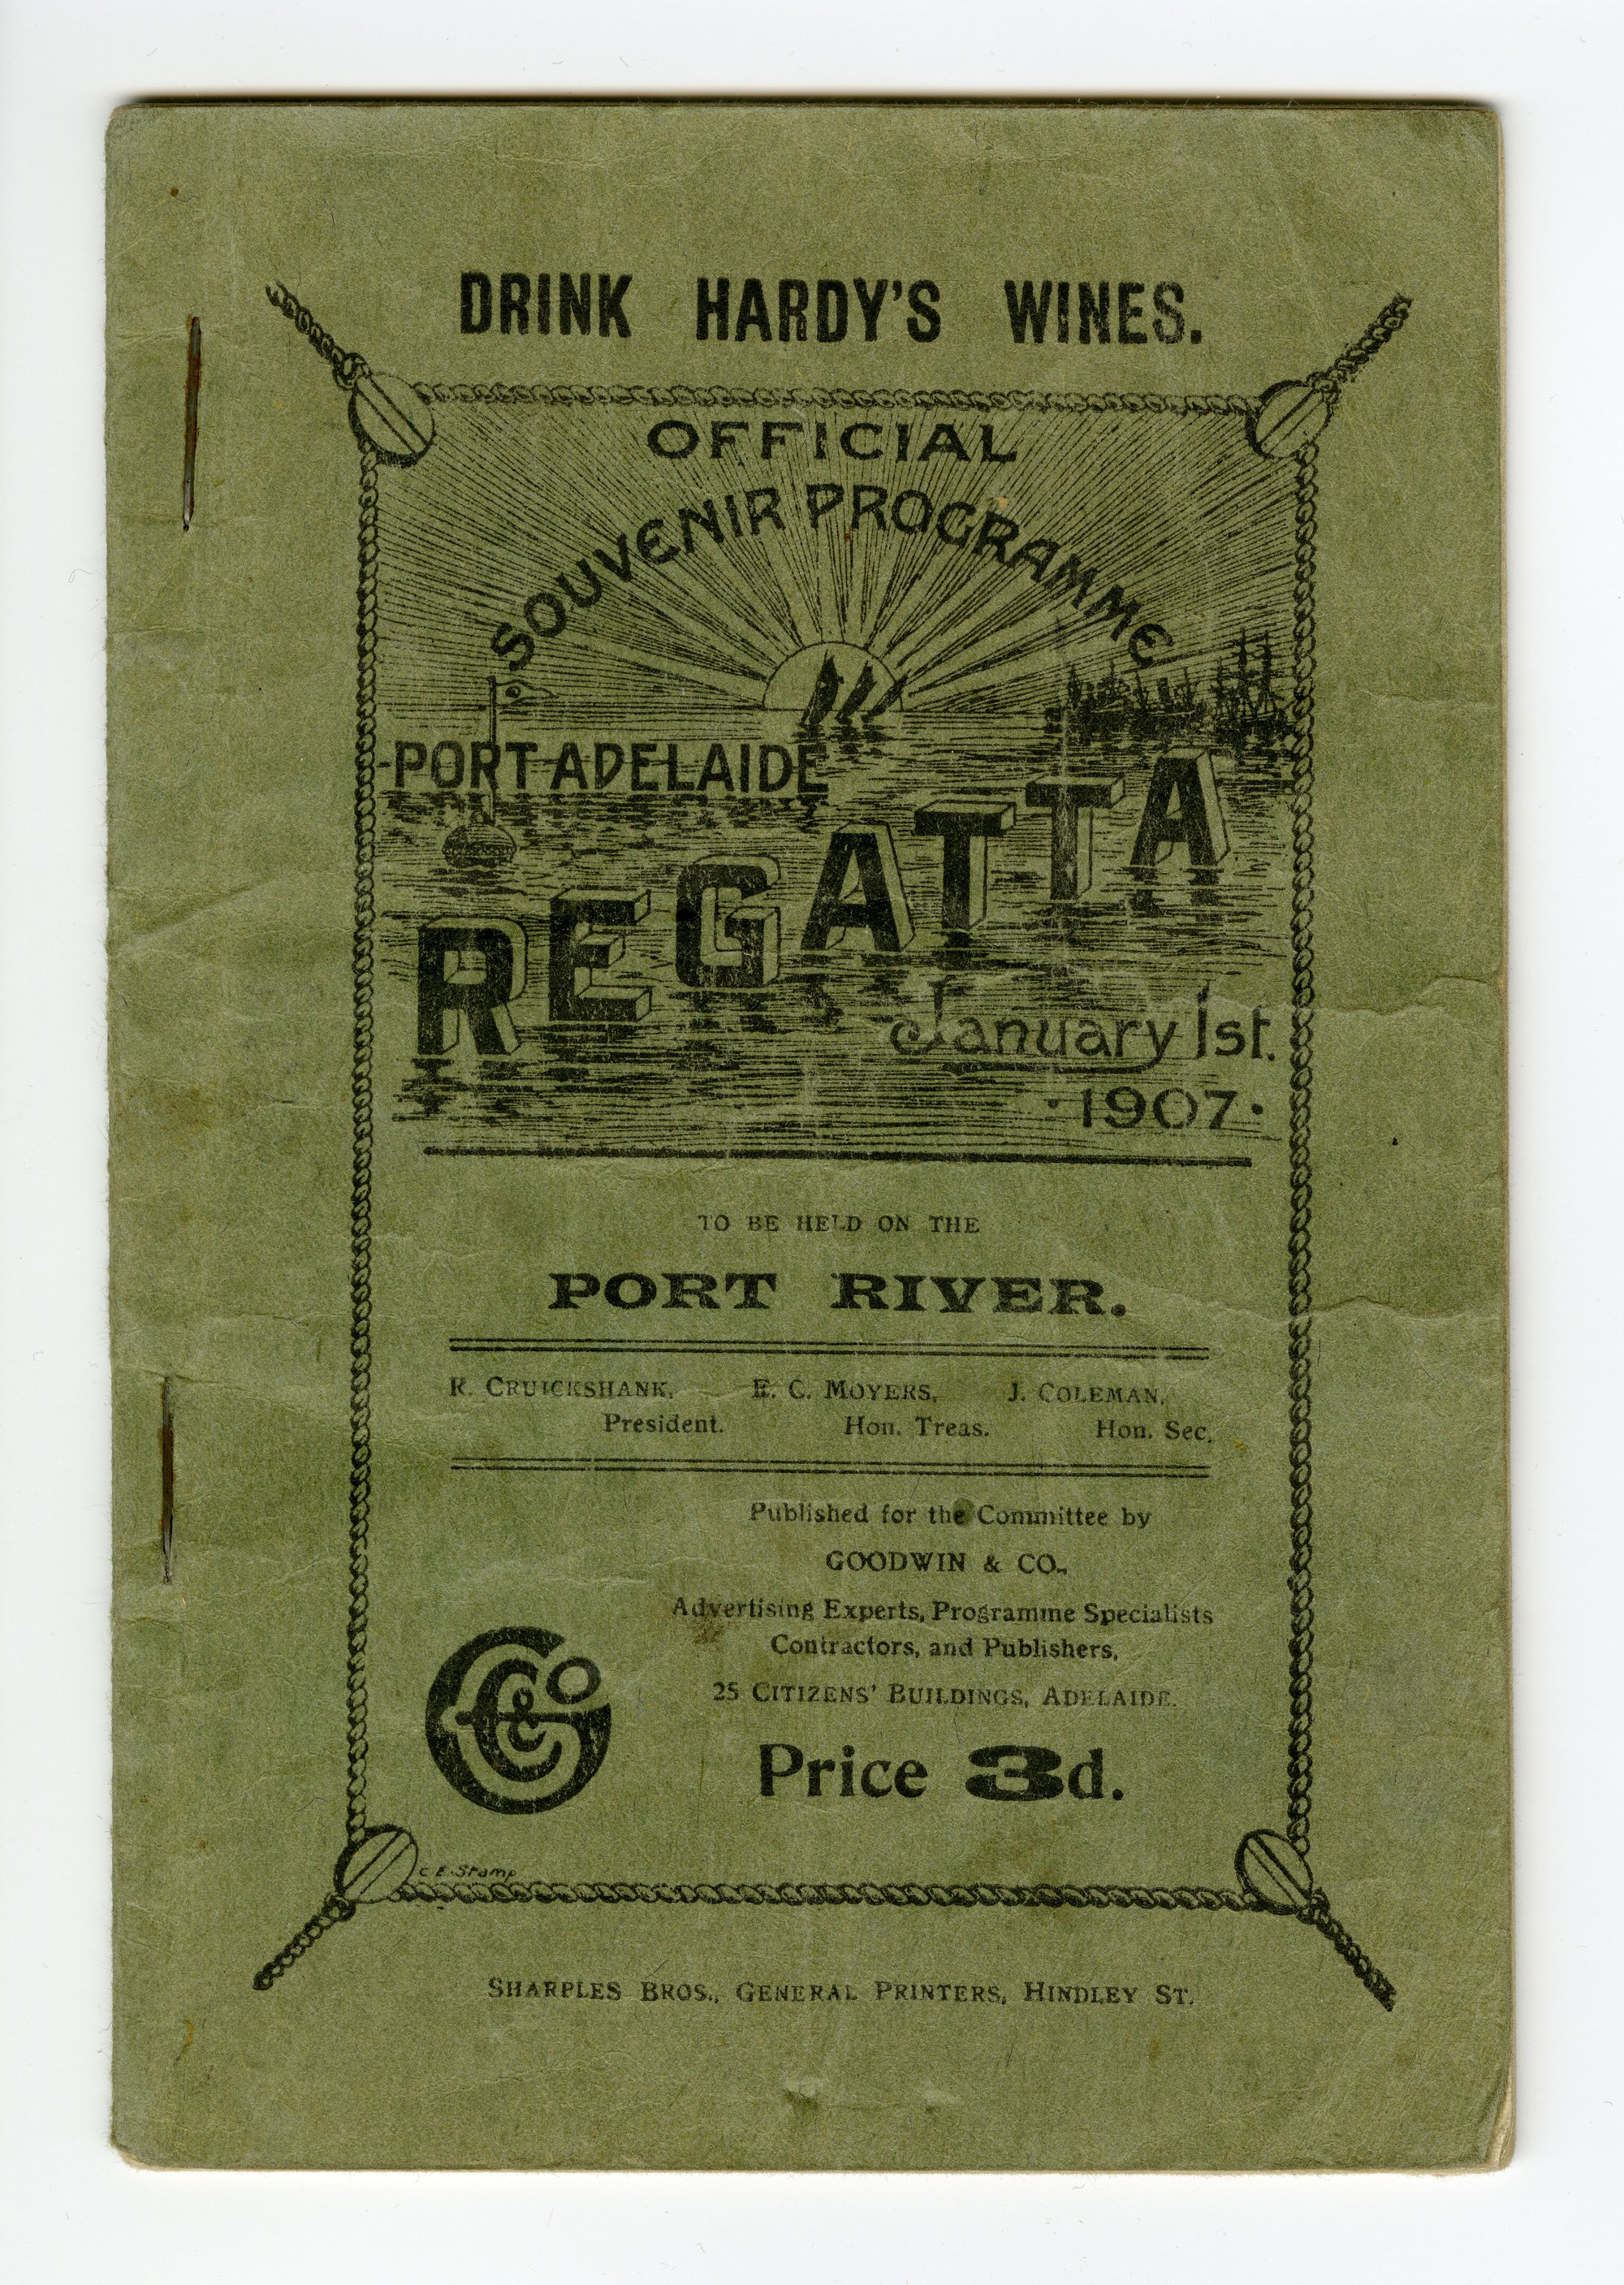 DRINK HARDY'S WINES.
OFFICIAL
SOUVENIR PROGRAMME
PORT ADELAIDE
REGATTA
January 1st.
·1907·
TO BE HELD ON THE
PORT RIVER.
R. CRUICKSHANK, E. C. MOYERS, J. COLEMAN,
President. Hon. Treas. Hon. Sec.
Published for the Committee by
GOODWIN & CO.,
Advertising Experts, Programme Specialists
Contractors, and Publishers,
25 CITIZENS' BUILDINGS, ADELAIDE.
G & Co
Price 3d.
C E. Stamp
SHARPLES BROS., GENERAL PRINTERS, HINDLEY ST.